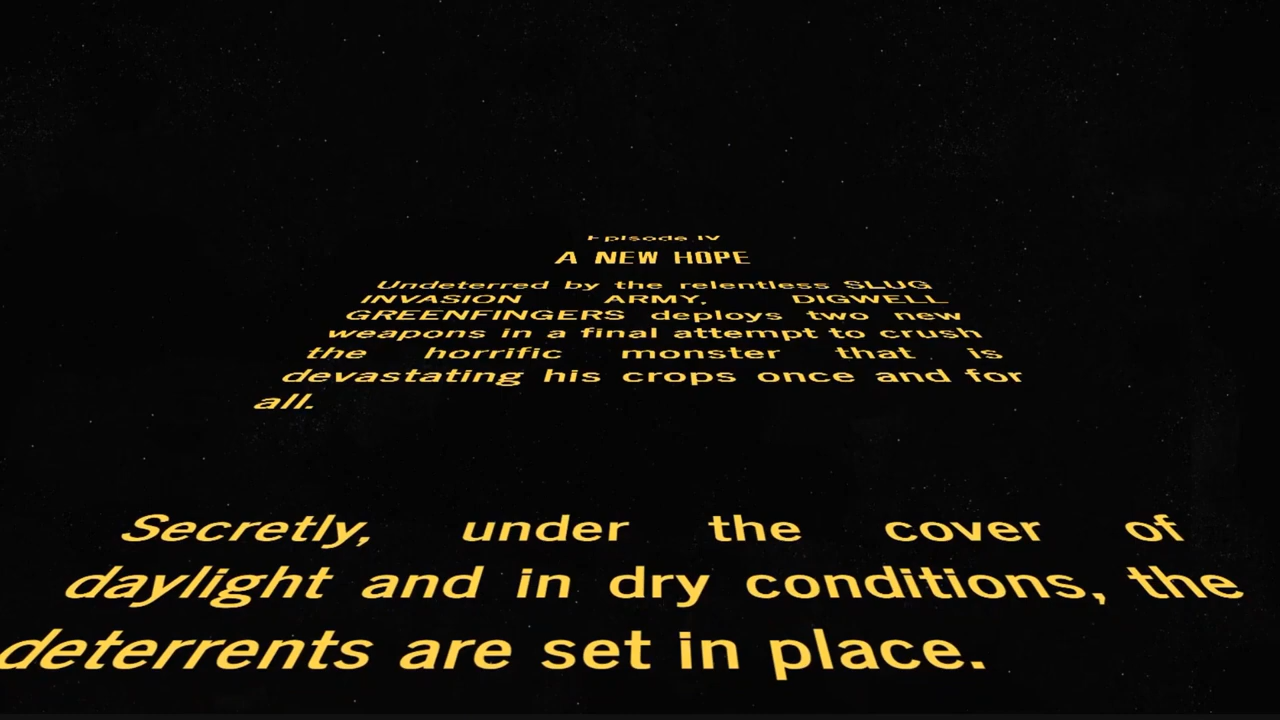 Episode IV
A NEW HOPE
Undeterred by the relentless SLUG
INVASION ARMY, DIGWELL
GREENFINGERS deploys two new
weapons in a final attempt to crush
the horrific monster that is
devastating his crops once and for
all.
Secretly, under the cover of
daylight and in dry conditions, the
deterrents are set in place.